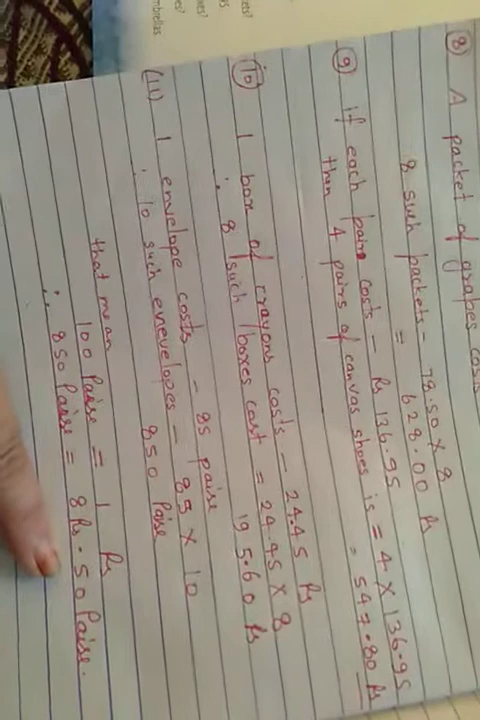 (8) A packet of grapes costs
8 such packets - 78.50 X 8
= 628.00 Rs
(9) If each pair costs - Rs 136.95
then 4 pairs of canvas shoes is = 4 X 136.95
= 547.80 Rs
(10) 1 box of crayons costs - 24.45 Rs
∴ 8 such boxes cost = 24.45 X 8
195.60 Rs
(11) 1 envelope costs - 85 paise
∴ 10 such enevelopes - 85 X 10
850 Paise
that mean
100 Paise = 1 Rs
∴ 850 Paise = 8 Rs. 50 Paise.